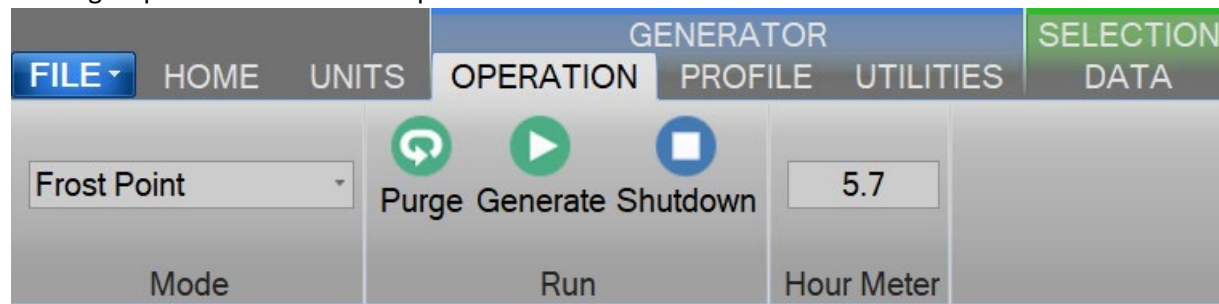 GENERATOR SELECTION
FILE HOME UNITS OPERATION PROFILE UTILITIES DATA
Frost Point
Purge Generate Shutdown
5.7
Mode Run Hour Meter